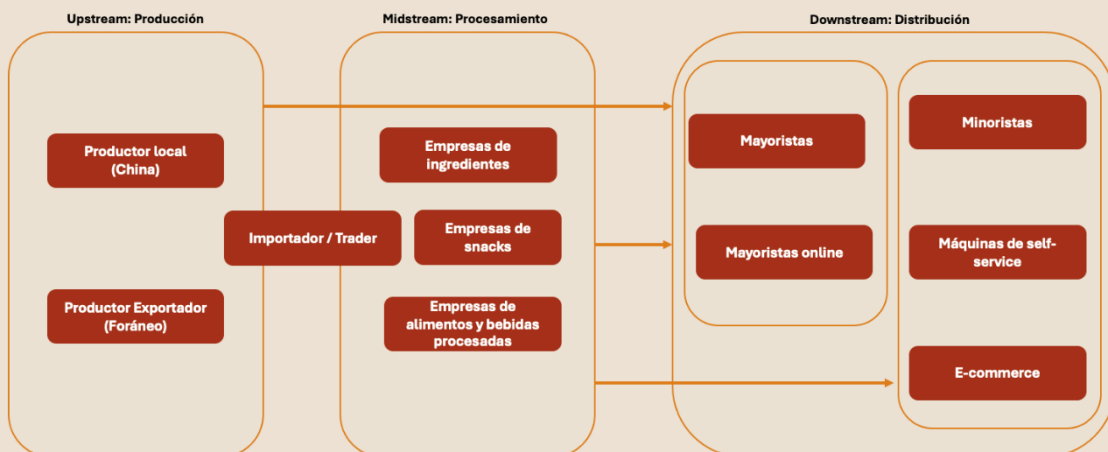 Upstream: Producción
Midstream: Procesamiento
Downstream: Distribución
Productor local
(China)
Productor Exportador
(Foráneo)
Importador / Trader
Empresas de
ingredientes
Empresas de
snacks
Empresas de
alimentos y bebidas
procesadas
Mayoristas
Mayoristas online
Minoristas
Máquinas de self-
service
E-commerce